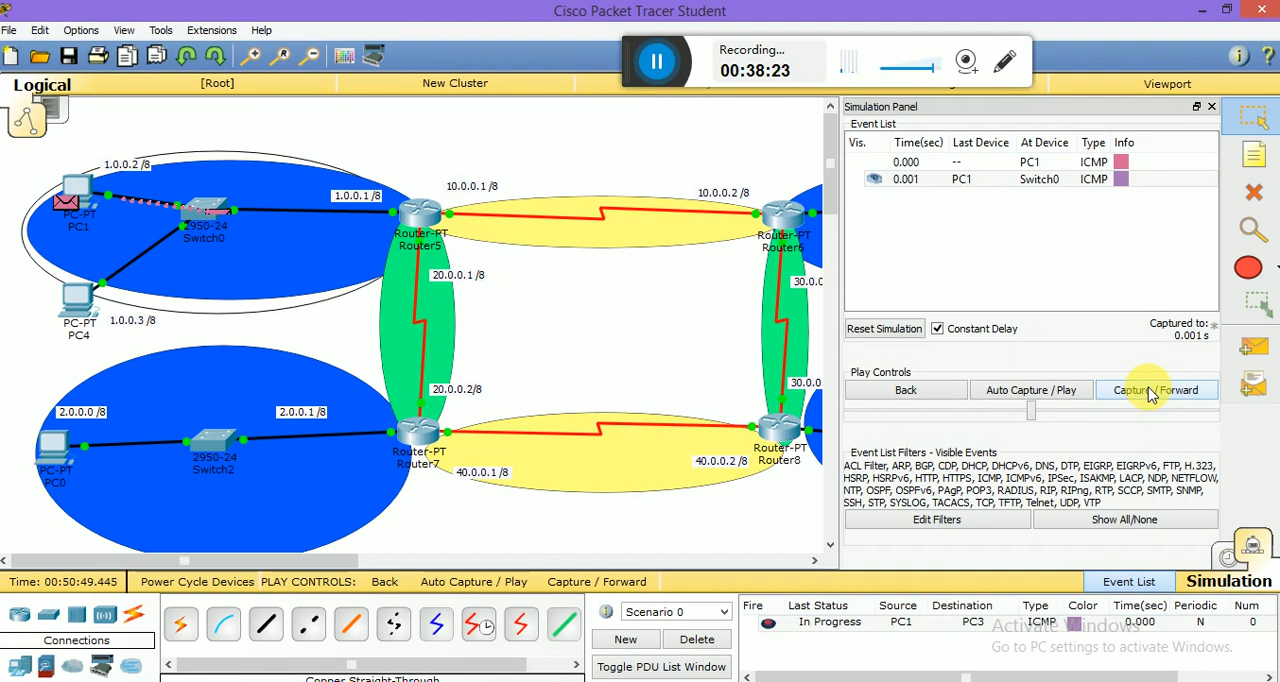 Cisco Packet Tracer Student
File Edit Options View Tools Extensions Help
Recording...
00:38:23
Logical
[Root]
New Cluster
Viewport
1.0.0.2 /8
PC-PT
PC1
2950-24
Switch0
1.0.0.1 /8
10.0.0.1 /8
10.0.0.2 /8
Router-PT
Router5
Router-PT
Router6
20.0.0.1 /8
30.0.0
PC-PT
PC4
1.0.0.3 /8
20.0.0.2/8
30.0.0
2.0.0.0 /8
2.0.0.1 /8
PC-PT
PC0
2950-24
Switch2
Router-PT
Router7
Router-PT
Router8
40.0.0.1 /8
40.0.0.2 /8
Simulation Panel
Event List
Vis. Time(sec) Last Device At Device Type Info
0.000 -- PC1 ICMP
0.001 PC1 Switch0 ICMP
Reset Simulation
Constant Delay
Captured to:
0.001 s
*
Play Controls
Back
Auto Capture / Play
Capture / Forward
Event List Filters - Visible Events
ACL Filter, ARP, BGP, CDP, DHCP, DHCPv6, DNS, DTP, EIGRP, EIGRPv6, FTP, H.323,
HSRP, HSRPv6, HTTP, HTTPS, ICMP, ICMPv6, IPSec, ISAKMP, LACP, NDP, NETFLOW,
NTP, OSPF, OSPFv6, PAgP, POP3, RADIUS, RIP, RIPng, RTP, SCCP, SMTP, SNMP,
SSH, STP, SYSLOG, TACACS, TCP, TFTP, Telnet, UDP, VTP
Edit Filters
Show All/None
Time: 00:50:49.445
Power Cycle Devices PLAY CONTROLS: Back Auto Capture / Play Capture / Forward
Event List
Simulation
Connections
Copper Straight-Through
Scenario 0
New
Delete
Toggle PDU List Window
Fire Last Status Source Destination Type Color Time(sec) Periodic Num
In Progress PC1 PC3 ICMP 0.000 N 0
Activate Windows
Go to PC settings to activate Windows.